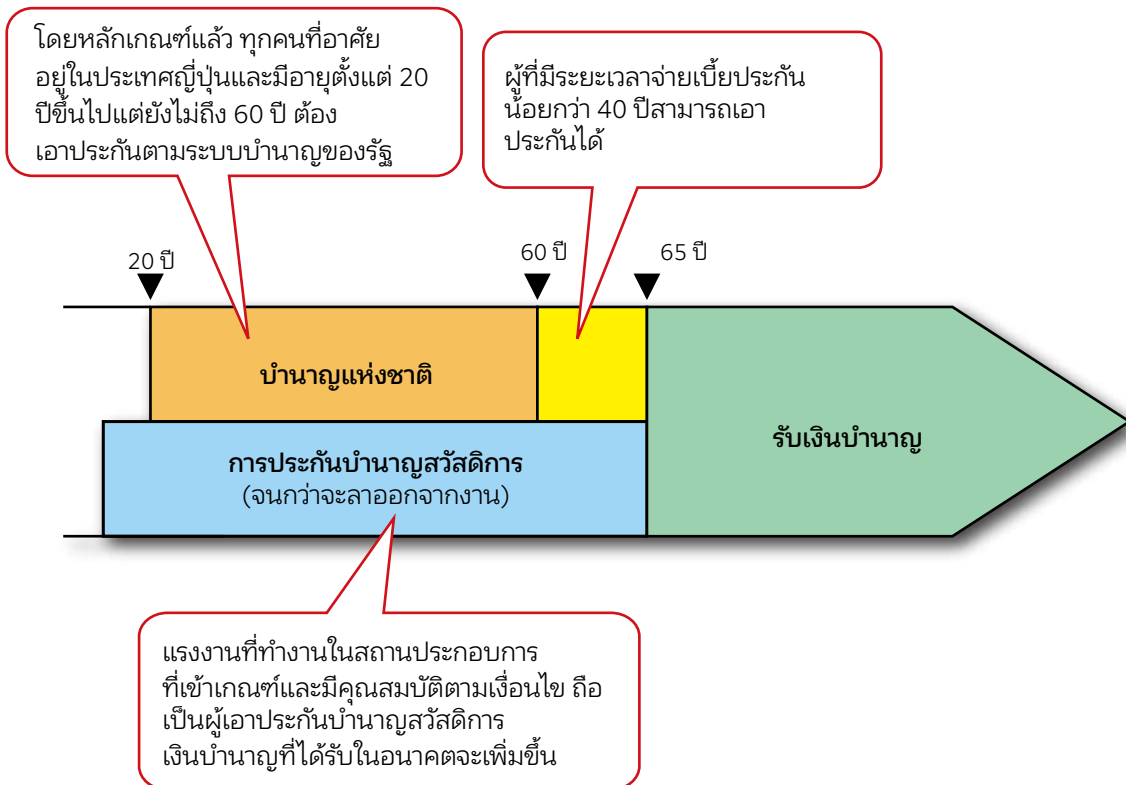 โดยหลักเกณฑ์แล้ว ทุกคนที่อาศัย
อยู่ในประเทศญี่ปุ่นและมีอายุตั้งแต่ 20
ปีขึ้นไปแต่ยังไม่ถึง 60 ปี ต้อง
เอาประกันตามระบบบำนาญของรัฐ
ผู้ที่มีระยะเวลาจ่ายเบี้ยประกัน
น้อยกว่า 40 ปีสามารถเอา
ประกันได้
20 ปี
60 ปี
65 ปี
บำนาญแห่งชาติ
การประกันบำนาญสวัสดิการ
(จนกว่าจะลาออกจากงาน)
รับเงินบำนาญ
แรงงานที่ทำงานในสถานประกอบการ
ที่เข้าเกณฑ์และมีคุณสมบัติตามเงื่อนไข ถือ
เป็นผู้เอาประกันบำนาญสวัสดิการ
เงินบำนาญที่ได้รับในอนาคตจะเพิ่มขึ้น